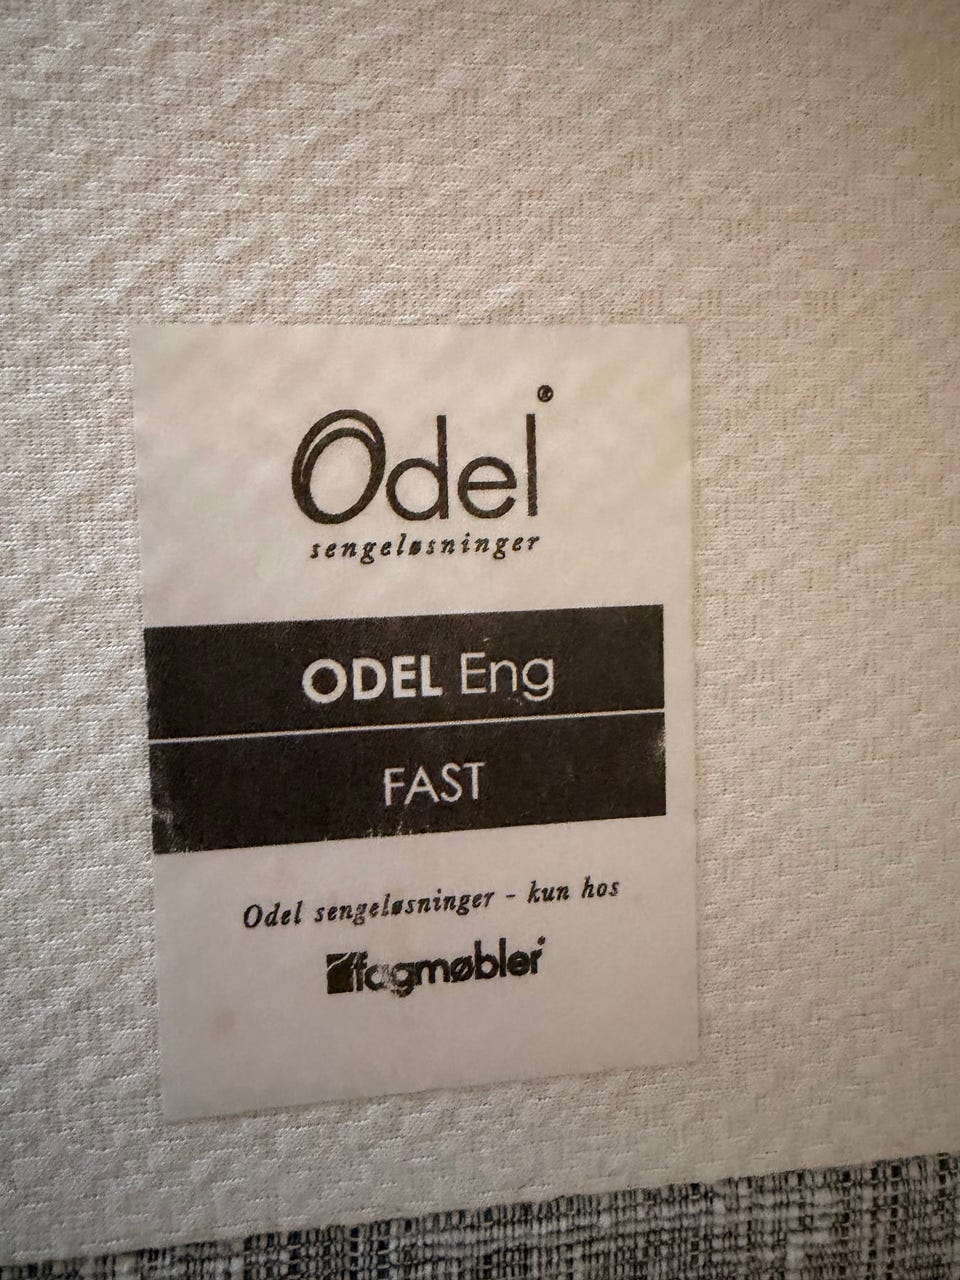 Odel®
sengeløsninger
ODEL Eng
FAST
Odel sengeløsninger - kun hos
fagmøbler